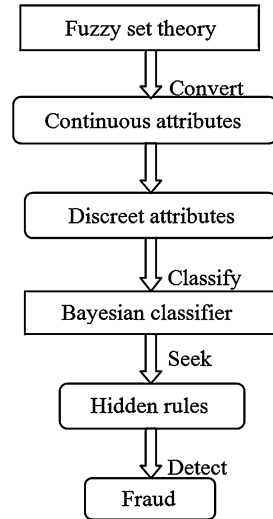 Fuzzy set theory
Convert
Continuous attributes
Discreet attributes
Classify
Bayesian classifier
Seek
Hidden rules
Detect
Fraud